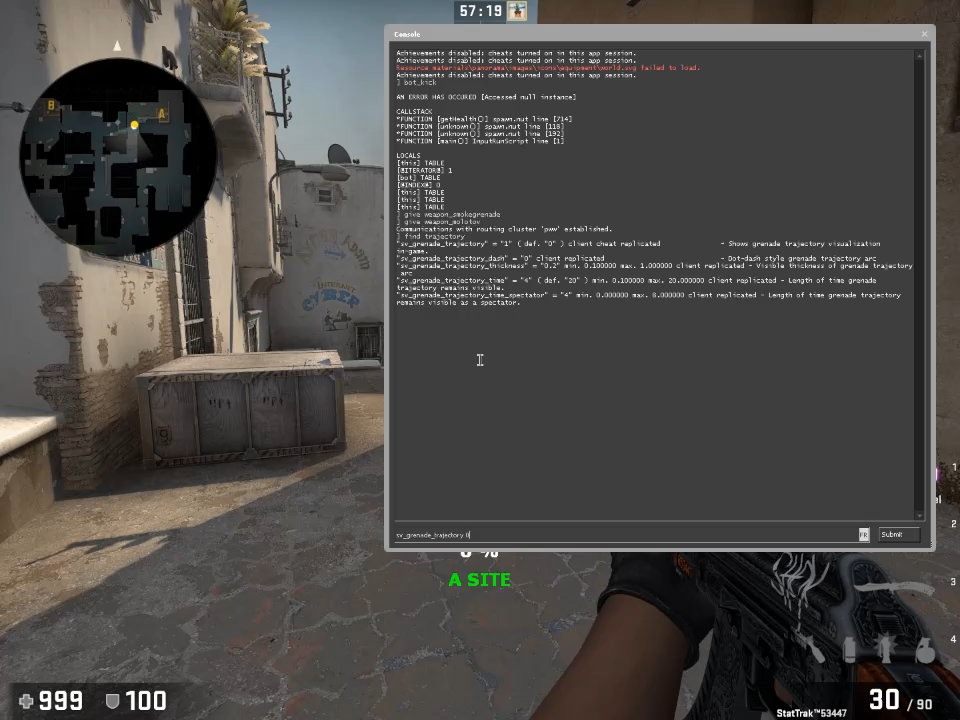 57:19
Console
Achievements disabled: cheats turned on in this app session.
Achievements disabled: cheats turned on in this app session.
Resource materials\panorama\images\icons\equipment\world.svg failed to load.
Achievements disabled: cheats turned on in this app session.
] bot_kick
AN ERROR HAS OCCURED [Accessed null instance]
CALLSTACK
*FUNCTION [getHealth()] spawn.nut line [714]
*FUNCTION [unknown()] spawn.nut line [118]
*FUNCTION [unknown()] spawn.nut line [192]
*FUNCTION [main()] InputRunScript line [1]
LOCALS
[this] TABLE
[@ITERATOR@] 1
[bot] TABLE
[@INDEX@] 0
[this] TABLE
[this] TABLE
[this] TABLE
] give weapon_smokegrenade
] give weapon_molotov
Communications with routing cluster 'pww' established.
] find trajectory
"sv_grenade_trajectory" = "1" ( def. "0" ) client cheat replicated - Shows grenade trajectory visualization
in-game.
"sv_grenade_trajectory_dash" = "0" client replicated - Dot-dash style grenade trajectory arc
"sv_grenade_trajectory_thickness" = "0.2" min. 0.100000 max. 1.000000 client replicated - Visible thickness of grenade trajectory
arc
"sv_grenade_trajectory_time" = "4" ( def. "20" ) min. 0.100000 max. 20.000000 client replicated - Length of time grenade
trajectory remains visible.
"sv_grenade_trajectory_time_spectator" = "4" min. 0.000000 max. 8.000000 client replicated - Length of time grenade trajectory
remains visible as a spectator.
sv_grenade_trajectory 0
FR
Submit
B
A
CYBER
1
2
3
4
A SITE
999
100
30 / 90
StatTrak™53447